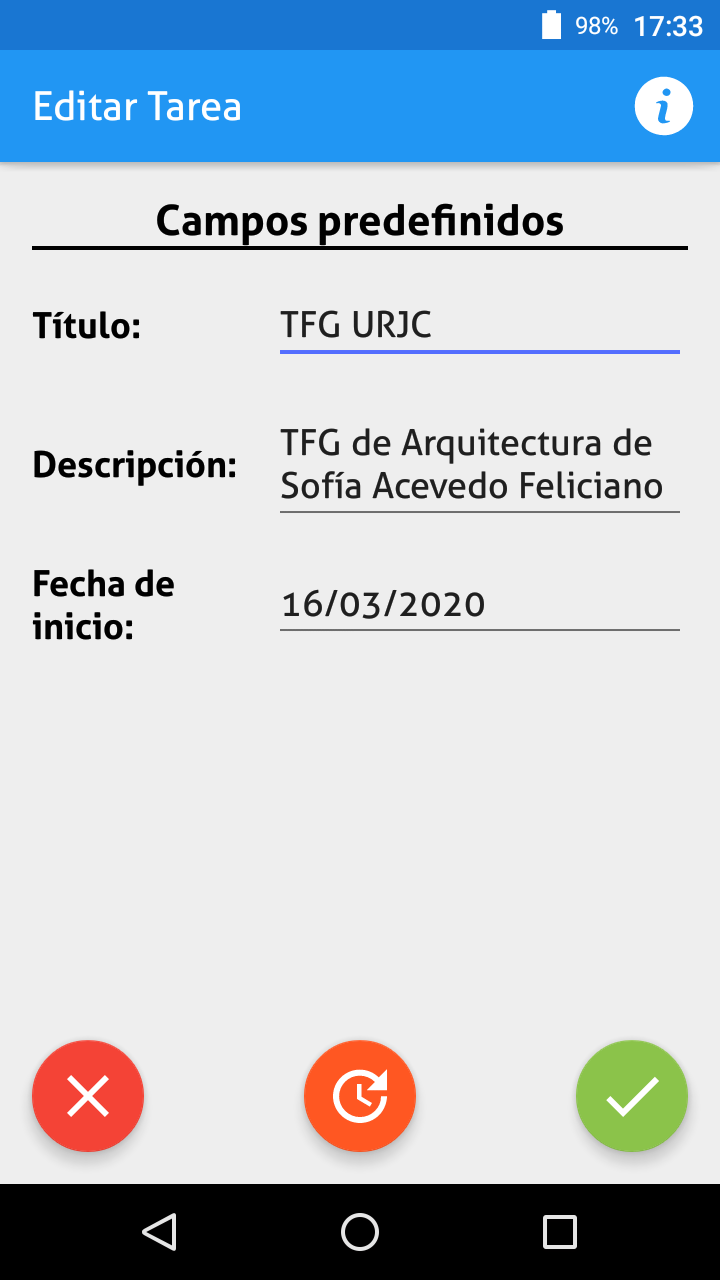 98% 17:33
Editar Tarea
Campos predefinidos
Título:
TFG URJC
Descripción:
TFG de Arquitectura de
Sofía Acevedo Feliciano
Fecha de
inicio:
16/03/2020